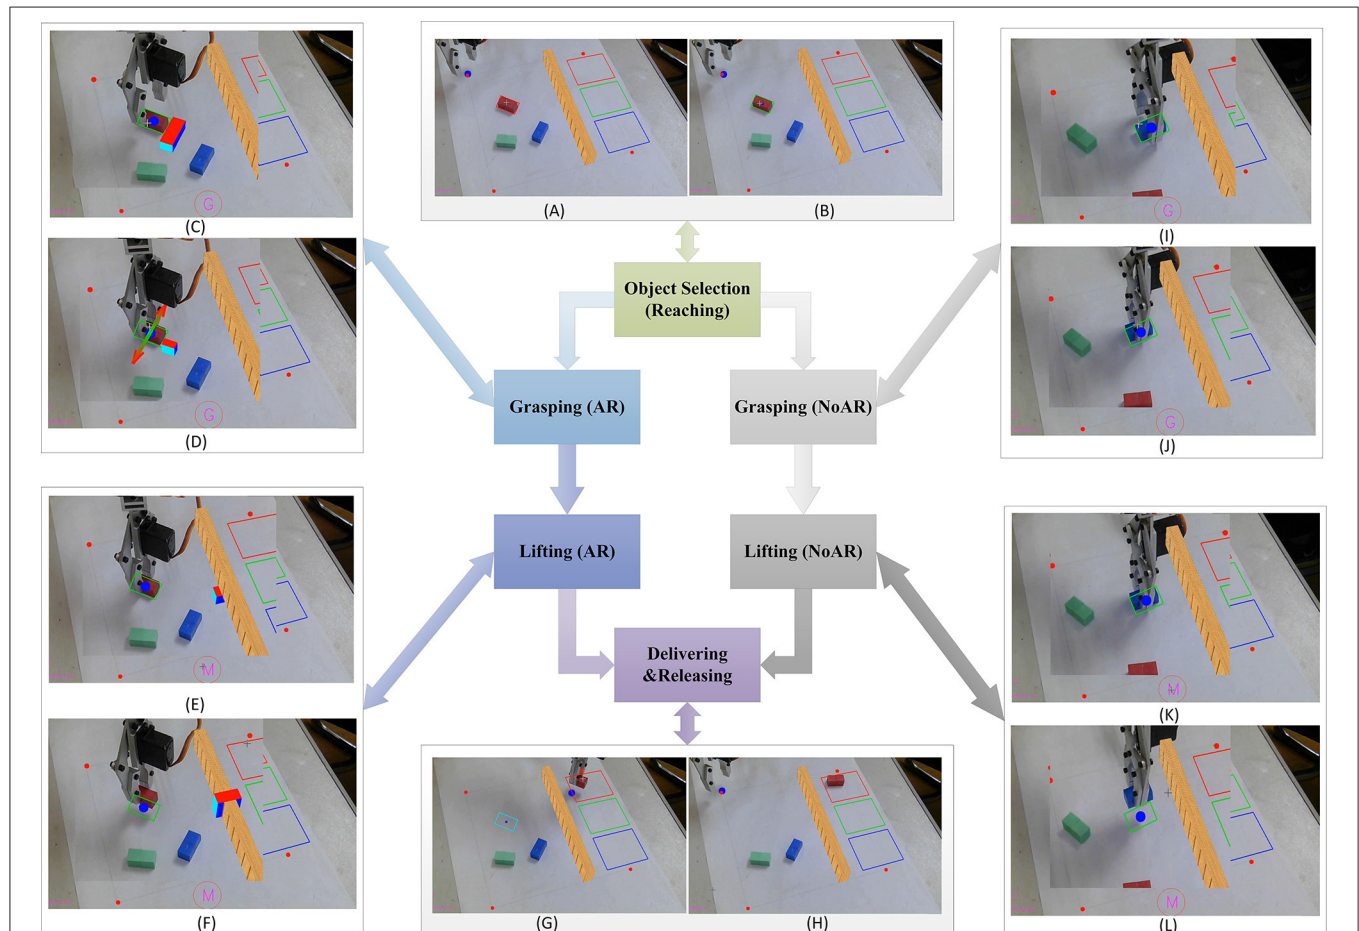 (A)
(B)
G
(C)
G
(D)
G
(I)
G
(J)
Object Selection
(Reaching)
Grasping (AR)
Grasping (NoAR)
Lifting (AR)
Lifting (NoAR)
Delivering
&Releasing
M
(E)
M
(F)
(G)
(H)
M
(K)
M
(L)